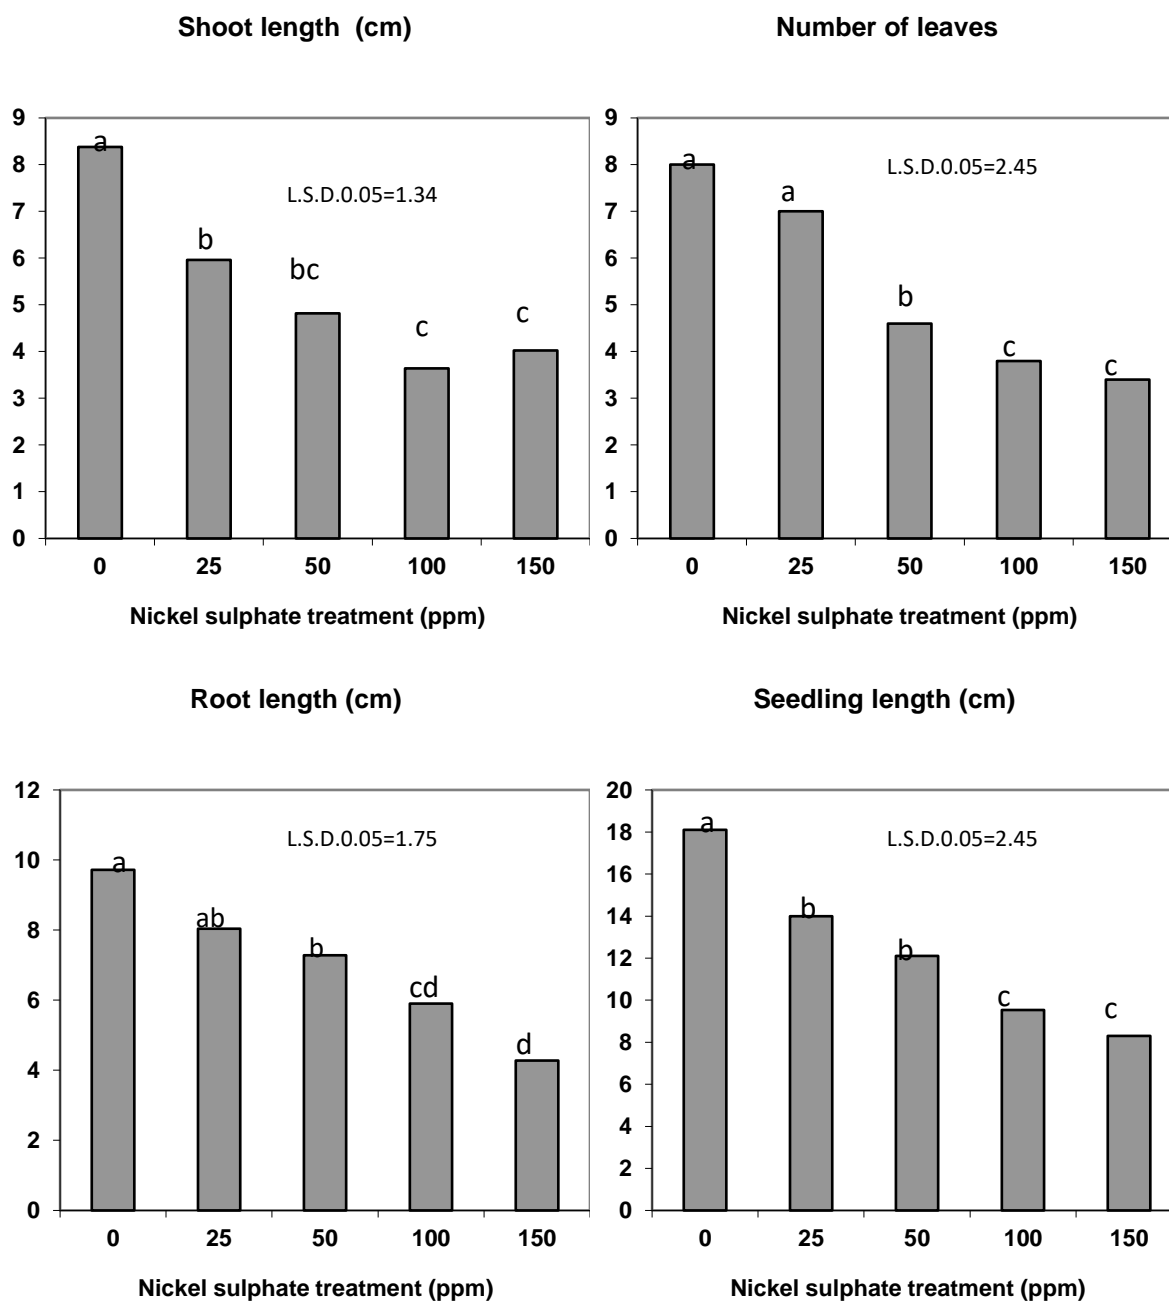 Shoot length  (cm)
9
8
7
6
5
4
3
2
1
0
a
b
bc
c
c
L.S.D.0.05=1.34
0 25 50 100 150
Nickel sulphate treatment (ppm)
Number of leaves
9
8
7
6
5
4
3
2
1
0
a
a
b
c
c
L.S.D.0.05=2.45
0 25 50 100 150
Nickel sulphate treatment (ppm)
Root length (cm)
12
10
8
6
4
2
0
a
ab
b
cd
d
L.S.D.0.05=1.75
0 25 50 100 150
Nickel sulphate treatment (ppm)
Seedling length (cm)
20
18
16
14
12
10
8
6
4
2
0
a
b
b
c
c
L.S.D.0.05=2.45
0 25 50 100 150
Nickel sulphate treatment (ppm)